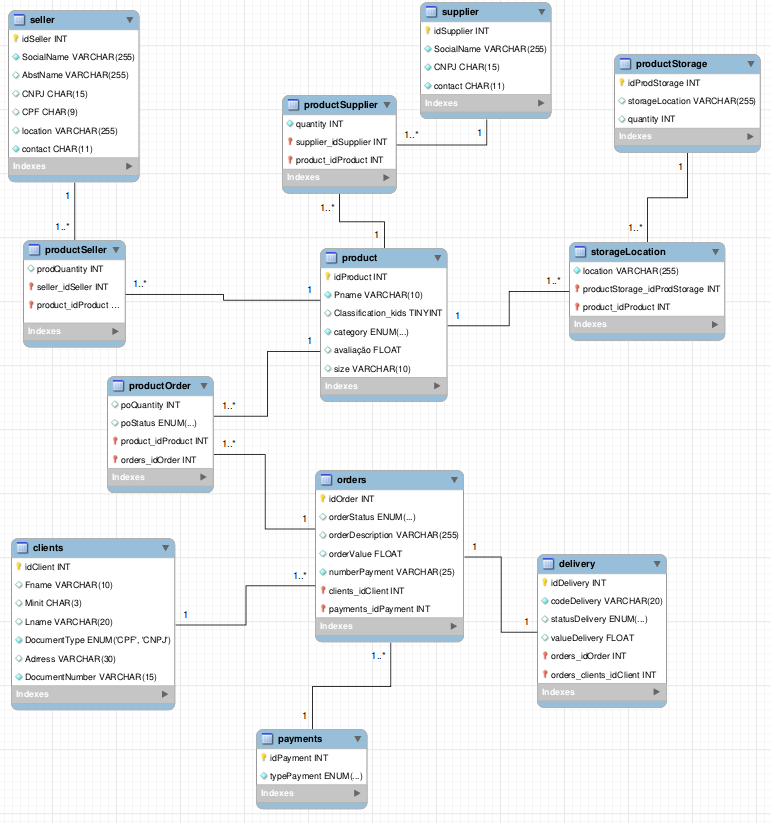 seller
idSeller INT
SocialName VARCHAR(255)
AbstName VARCHAR(255)
CNPJ CHAR(15)
CPF CHAR(9)
location VARCHAR(255)
contact CHAR(11)
Indexes
supplier
idSupplier INT
SocialName VARCHAR(255)
CNPJ CHAR(15)
contact CHAR(11)
Indexes
productStorage
idProdStorage INT
storageLocation VARCHAR(255)
quantity INT
Indexes
productSupplier
quantity INT
supplier_idSupplier INT
product_idProduct INT
Indexes
1..*
1
1
1..*
1..*
1
1
1..*
productSeller
prodQuantity INT
seller_idSeller INT
product_idProduct ...
Indexes
1..*
1
product
idProduct INT
Pname VARCHAR(10)
Classification_kids TINYINT
category ENUM(...)
avaliação FLOAT
size VARCHAR(10)
Indexes
storageLocation
location VARCHAR(255)
productStorage_idProdStorage INT
product_idProduct INT
Indexes
1..*
1
1
productOrder
poQuantity INT
poStatus ENUM(...)
product_idProduct INT
orders_idOrder INT
Indexes
1..*
1..*
1
orders
idOrder INT
orderStatus ENUM(...)
orderDescription VARCHAR(255)
orderValue FLOAT
numberPayment VARCHAR(25)
clients_idClient INT
payments_idPayment INT
Indexes
clients
idClient INT
Fname VARCHAR(10)
Minit CHAR(3)
Lname VARCHAR(20)
DocumentType ENUM('CPF', 'CNPJ')
Adrress VARCHAR(30)
DocumentNumber VARCHAR(15)
Indexes
1..*
1
1
1
delivery
idDelivery INT
codeDelivery VARCHAR(20)
statusDelivery ENUM(...)
valueDelivery FLOAT
orders_idOrder INT
orders_clients_idClient INT
Indexes
1..*
1
payments
idPayment INT
typePayment ENUM(...)
Indexes